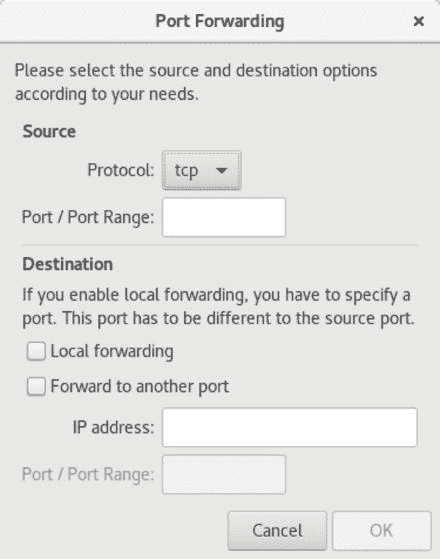 Port Forwarding ×
Please select the source and destination options
according to your needs.
Source
Protocol: tcp
Port / Port Range:
Destination
If you enable local forwarding, you have to specify a
port. This port has to be different to the source port.
Local forwarding
Forward to another port
IP address:
Port / Port Range:
Cancel OK